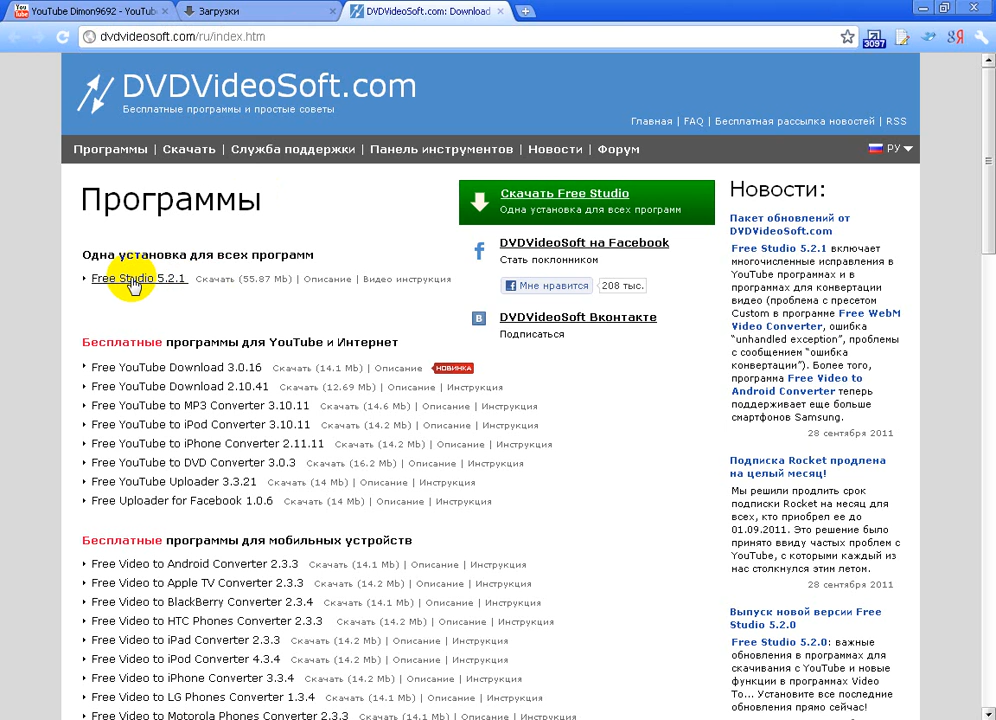 YouTube Dimon9692 - YouTu
Загрузки
DVDVideoSoft.com: Download
dvdvideosoft.com/ru/index.htm
3097
Я
DVDVideoSoft.com
Бесплатные программы и простые советы
Главная | FAQ | Бесплатная рассылка новостей | RSS
Программы | Скачать | Служба поддержки | Панель инструментов | Новости | Форум
РУ
Программы
Одна установка для всех программ
Free Studio 5.2.1 Скачать (55.87 Mb) | Описание | Видео инструкция
Бесплатные программы для YouTube и Интернет
Free YouTube Download 3.0.16 Скачать (14.1 Mb) | Описание НОВИНКА
Free YouTube Download 2.10.41 Скачать (12.69 Mb) | Описание | Инструкция
Free YouTube to MP3 Converter 3.10.11 Скачать (14.6 Mb) | Описание | Инструкция
Free YouTube to iPod Converter 3.10.11 Скачать (14.2 Mb) | Описание | Инструкция
Free YouTube to iPhone Converter 2.11.11 Скачать (14.2 Mb) | Описание | Инструкция
Free YouTube to DVD Converter 3.0.3 Скачать (16.2 Mb) | Описание | Инструкция
Free YouTube Uploader 3.3.21 Скачать (14 Mb) | Описание | Инструкция
Free Uploader for Facebook 1.0.6 Скачать (14 Mb) | Описание | Инструкция
Бесплатные программы для мобильных устройств
Free Video to Android Converter 2.3.3 Скачать (14.1 Mb) | Описание | Инструкция
Free Video to Apple TV Converter 2.3.3 Скачать (14.2 Mb) | Описание | Инструкция
Free Video to BlackBerry Converter 2.3.4 Скачать (14.1 Mb) | Описание | Инструкция
Free Video to HTC Phones Converter 2.3.3 Скачать (14.2 Mb) | Описание | Инструкция
Free Video to iPad Converter 2.3.3 Скачать (14.2 Mb) | Описание | Инструкция
Free Video to iPod Converter 4.3.4 Скачать (14.2 Mb) | Описание | Инструкция
Free Video to iPhone Converter 3.3.4 Скачать (14.2 Mb) | Описание | Инструкция
Free Video to LG Phones Converter 1.3.4 Скачать (14.1 Mb) | Описание | Инструкция
Free Video to Motorola Phones Converter 2.3.3 Скачать (14.2 Mb) | Описание | Инструкция
Скачать Free Studio
Одна установка для всех программ
DVDVideoSoft на Facebook
Стать поклонником
Мне нравится 208 тыс.
DVDVideoSoft Вконтакте
Подписаться
Новости:
Пакет обновлений от
DVDVideoSoft.com
Free Studio 5.2.1 включает
многочисленные исправления в
YouTube программах и в
программах для конвертации
видео (проблема с пресетом
Custom в программе Free WebM
Video Converter, ошибка
"unhandled exception", проблемы
с сообщением "ошибка
конвертации"). Более того,
программа Free Video to
Android Converter теперь
поддерживает еще больше
смартфонов Samsung.
28 сентября 2011
Подписка Rocket продлена
на целый месяц!
Мы решили продлить срок
подписки Rocket на месяц для
всех, кто приобрел ее до
01.09.2011. Это решение было
принято ввиду частых проблем с
YouTube, с которыми каждый из
нас столкнулся этим летом.
28 сентября 2011
Выпуск новой версии Free
Studio 5.2.0
Free Studio 5.2.0: важные
обновления в программах для
скачивания с YouTube и новые
функции в программах Video
To... Установите все последние
обновления прямо сейчас!